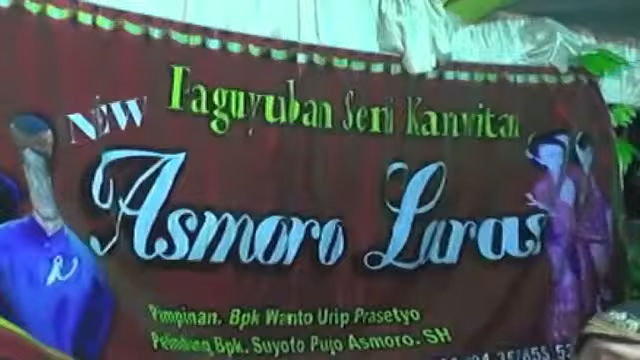 NEW
Paguyuban Seni Karawitan
Asmoro Laras
Pimpinan. Bpk Wanto Urip Prasetyo
Pelindung Bpk. Suyoto Pujo Asmoro. SH